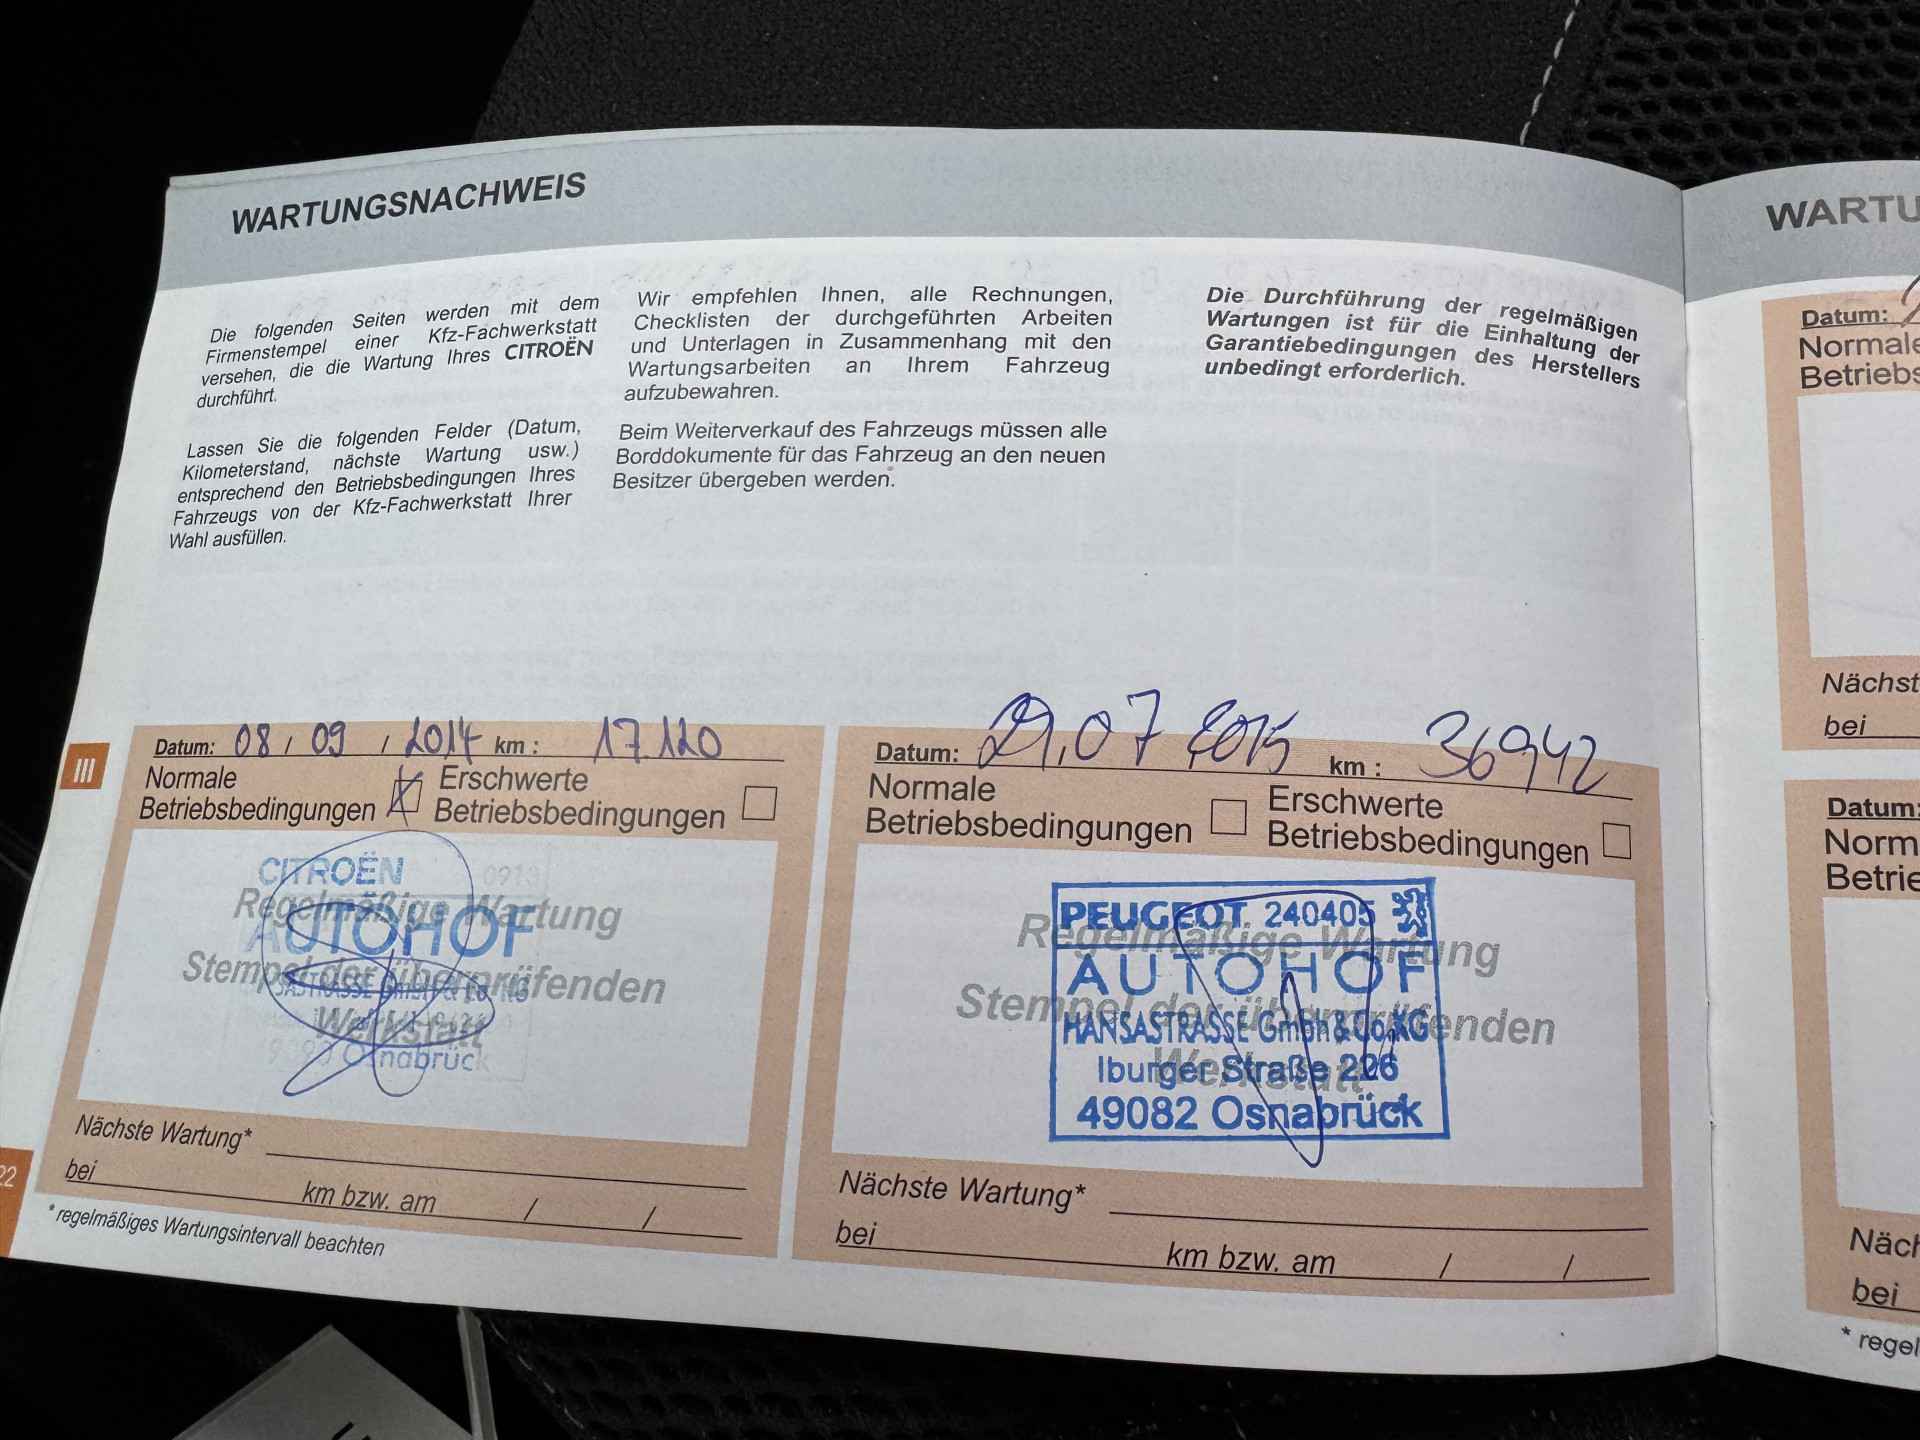 WARTUNGSNACHWEIS
Die folgenden Seiten werden mit dem
Firmenstempel einer Kfz-Fachwerkstatt
versehen, die die Wartung Ihres CITROËN
durchführt.
Lassen Sie die folgenden Felder (Datum,
Kilometerstand, nächste Wartung usw.)
entsprechend den Betriebsbedingungen Ihres
Fahrzeugs von der Kfz-Fachwerkstatt Ihrer
Wahl ausfüllen.
Wir empfehlen Ihnen, alle Rechnungen,
Checklisten der durchgeführten Arbeiten
und Unterlagen in Zusammenhang mit den
Wartungsarbeiten an Ihrem Fahrzeug
aufzubewahren.
Beim Weiterverkauf des Fahrzeugs müssen alle
Borddokumente für das Fahrzeug an den neuen
Besitzer übergeben werden.
Die Durchführung der regelmäßigen
Wartungen ist für die Einhaltung der
Garantiebedingungen des Herstellers
unbedingt erforderlich.
III
Datum: 08 / 09 / 2014 km : 17.120
Normale
Betriebsbedingungen
Erschwerte
Betriebsbedingungen
CITROËN 0913
Regelmäßige Wartung
AUTOHOF
Stempel der überprüfenden
Werkstatt
Osnabrück
Nächste Wartung*
bei km bzw. am / /
* regelmäßiges Wartungsintervall beachten
22
Datum: 29.07 2015 km : 36942
Normale
Betriebsbedingungen
Erschwerte
Betriebsbedingungen
PEUGEOT 240405
Regelmäßige Wartung
AUTOHOF
Stempel der überprüfenden
HANSASTRASSE GmbH & Co. KG
Werkstatt
Iburger Straße 226
49082 Osnabrück
Nächste Wartung*
bei km bzw. am / /
WARTU
Datum:
Normale
Betriebs
Nächst
bei
Datum:
Norm
Betrie
Näch
bei
* regel